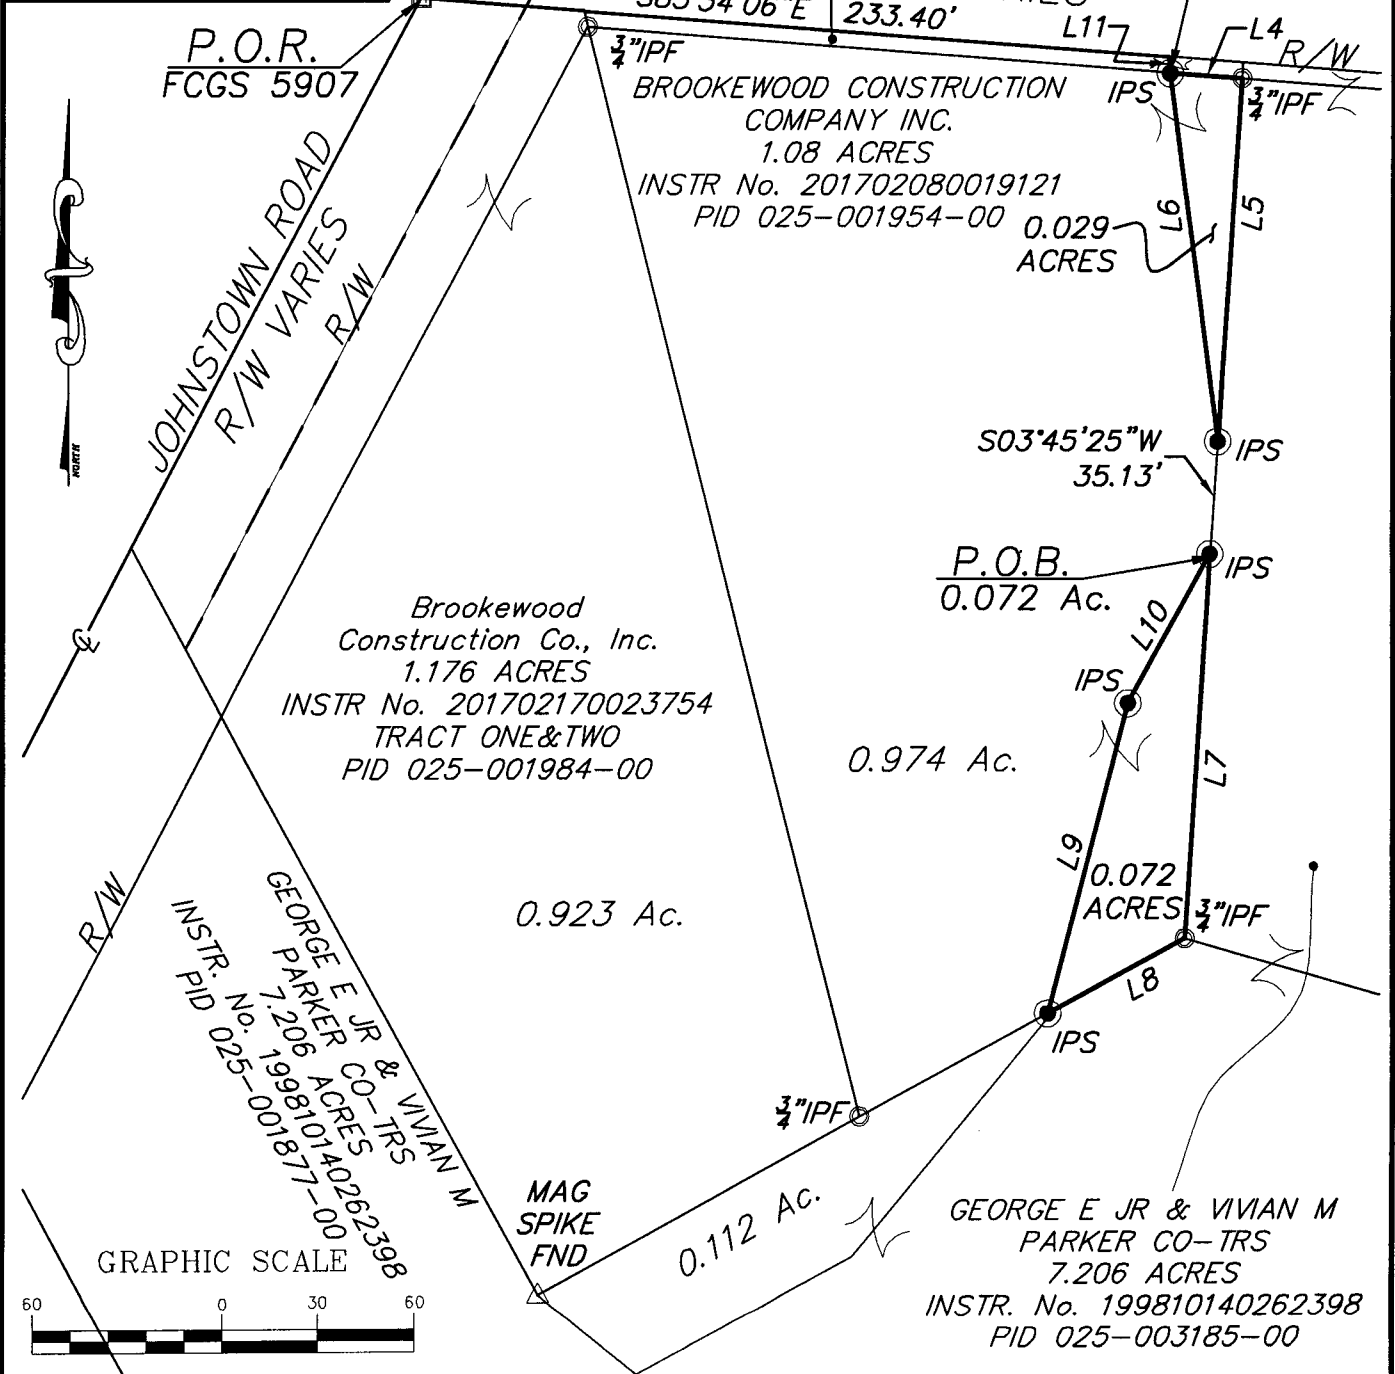 233.40'
L11
L4
R/W
P.O.R.
FCGS 5907
3/4"IPF
BROOKEWOOD CONSTRUCTION
COMPANY INC.
1.08 ACRES
INSTR No. 201702080019121
PID 025-001954-00
IPS
3/4"IPF
L6
L5
0.029
ACRES
JOHNSTOWN ROAD
R/W VARIES
R/W
NORTH
IPS
S03°45'25"W
35.13'
P.O.B.
0.072 Ac.
IPS
L10
IPS
Brookewood
Construction Co., Inc.
1.176 ACRES
INSTR No. 201702170023754
TRACT ONE&TWO
PID 025-001984-00
0.974 Ac.
L7
L9
0.072
ACRES
3/4"IPF
0.923 Ac.
R/W
L8
IPS
GEORGE E JR & VIVIAN M
PARKER CO-TRS
7.206 ACRES
INSTR. No. 199810140262398
PID 025-001877-00
3/4"IPF
MAG
SPIKE
FND
0.112 Ac.
GEORGE E JR & VIVIAN M
PARKER CO-TRS
7.206 ACRES
INSTR. No. 199810140262398
PID 025-003185-00
GRAPHIC SCALE
60 0 30 60